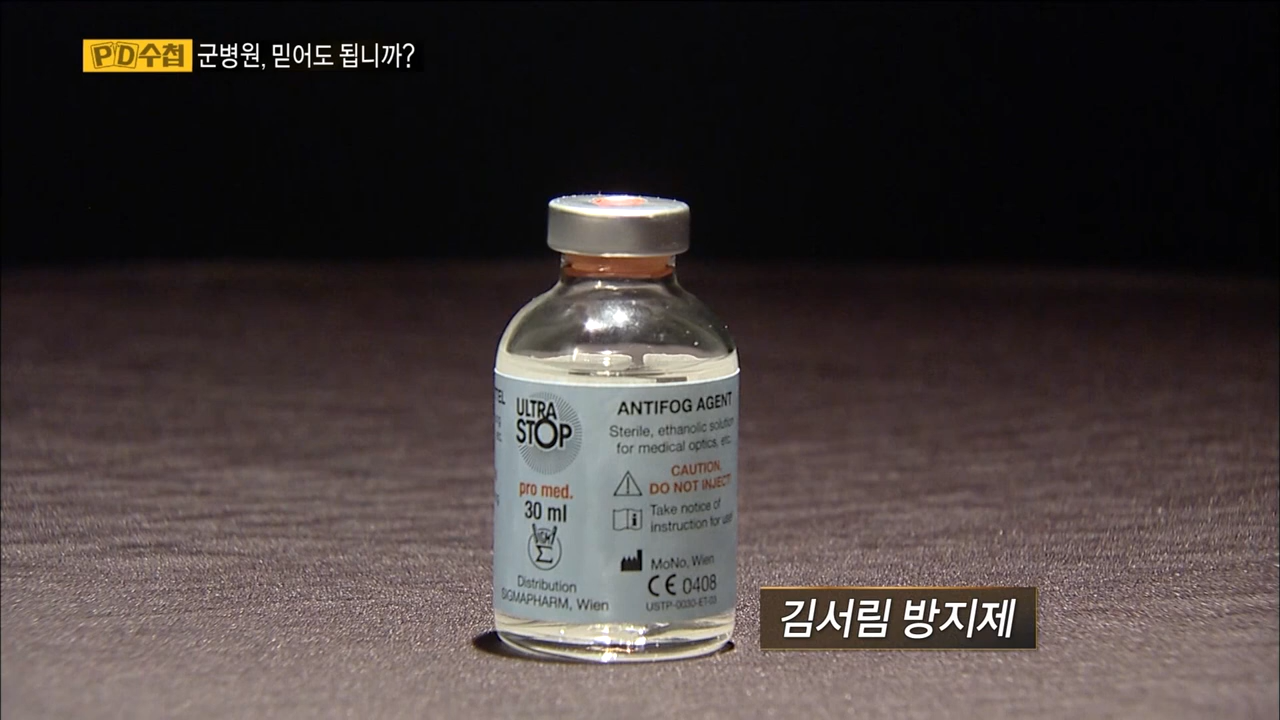 PD수첩 군병원, 믿어도 됩니까?
ULTRA
STOP
pro med.
30 ml
Distribution
SIGMAPHARM, Wien
ANTIFOG AGENT
Sterile, ethanolic solution
for medical optics, etc.
CAUTION,
DO NOT INJECT!
Take notice of
instruction for use!
MoNo, Wien
CE 0408
USTP-0030-ET-03
김서림 방지제